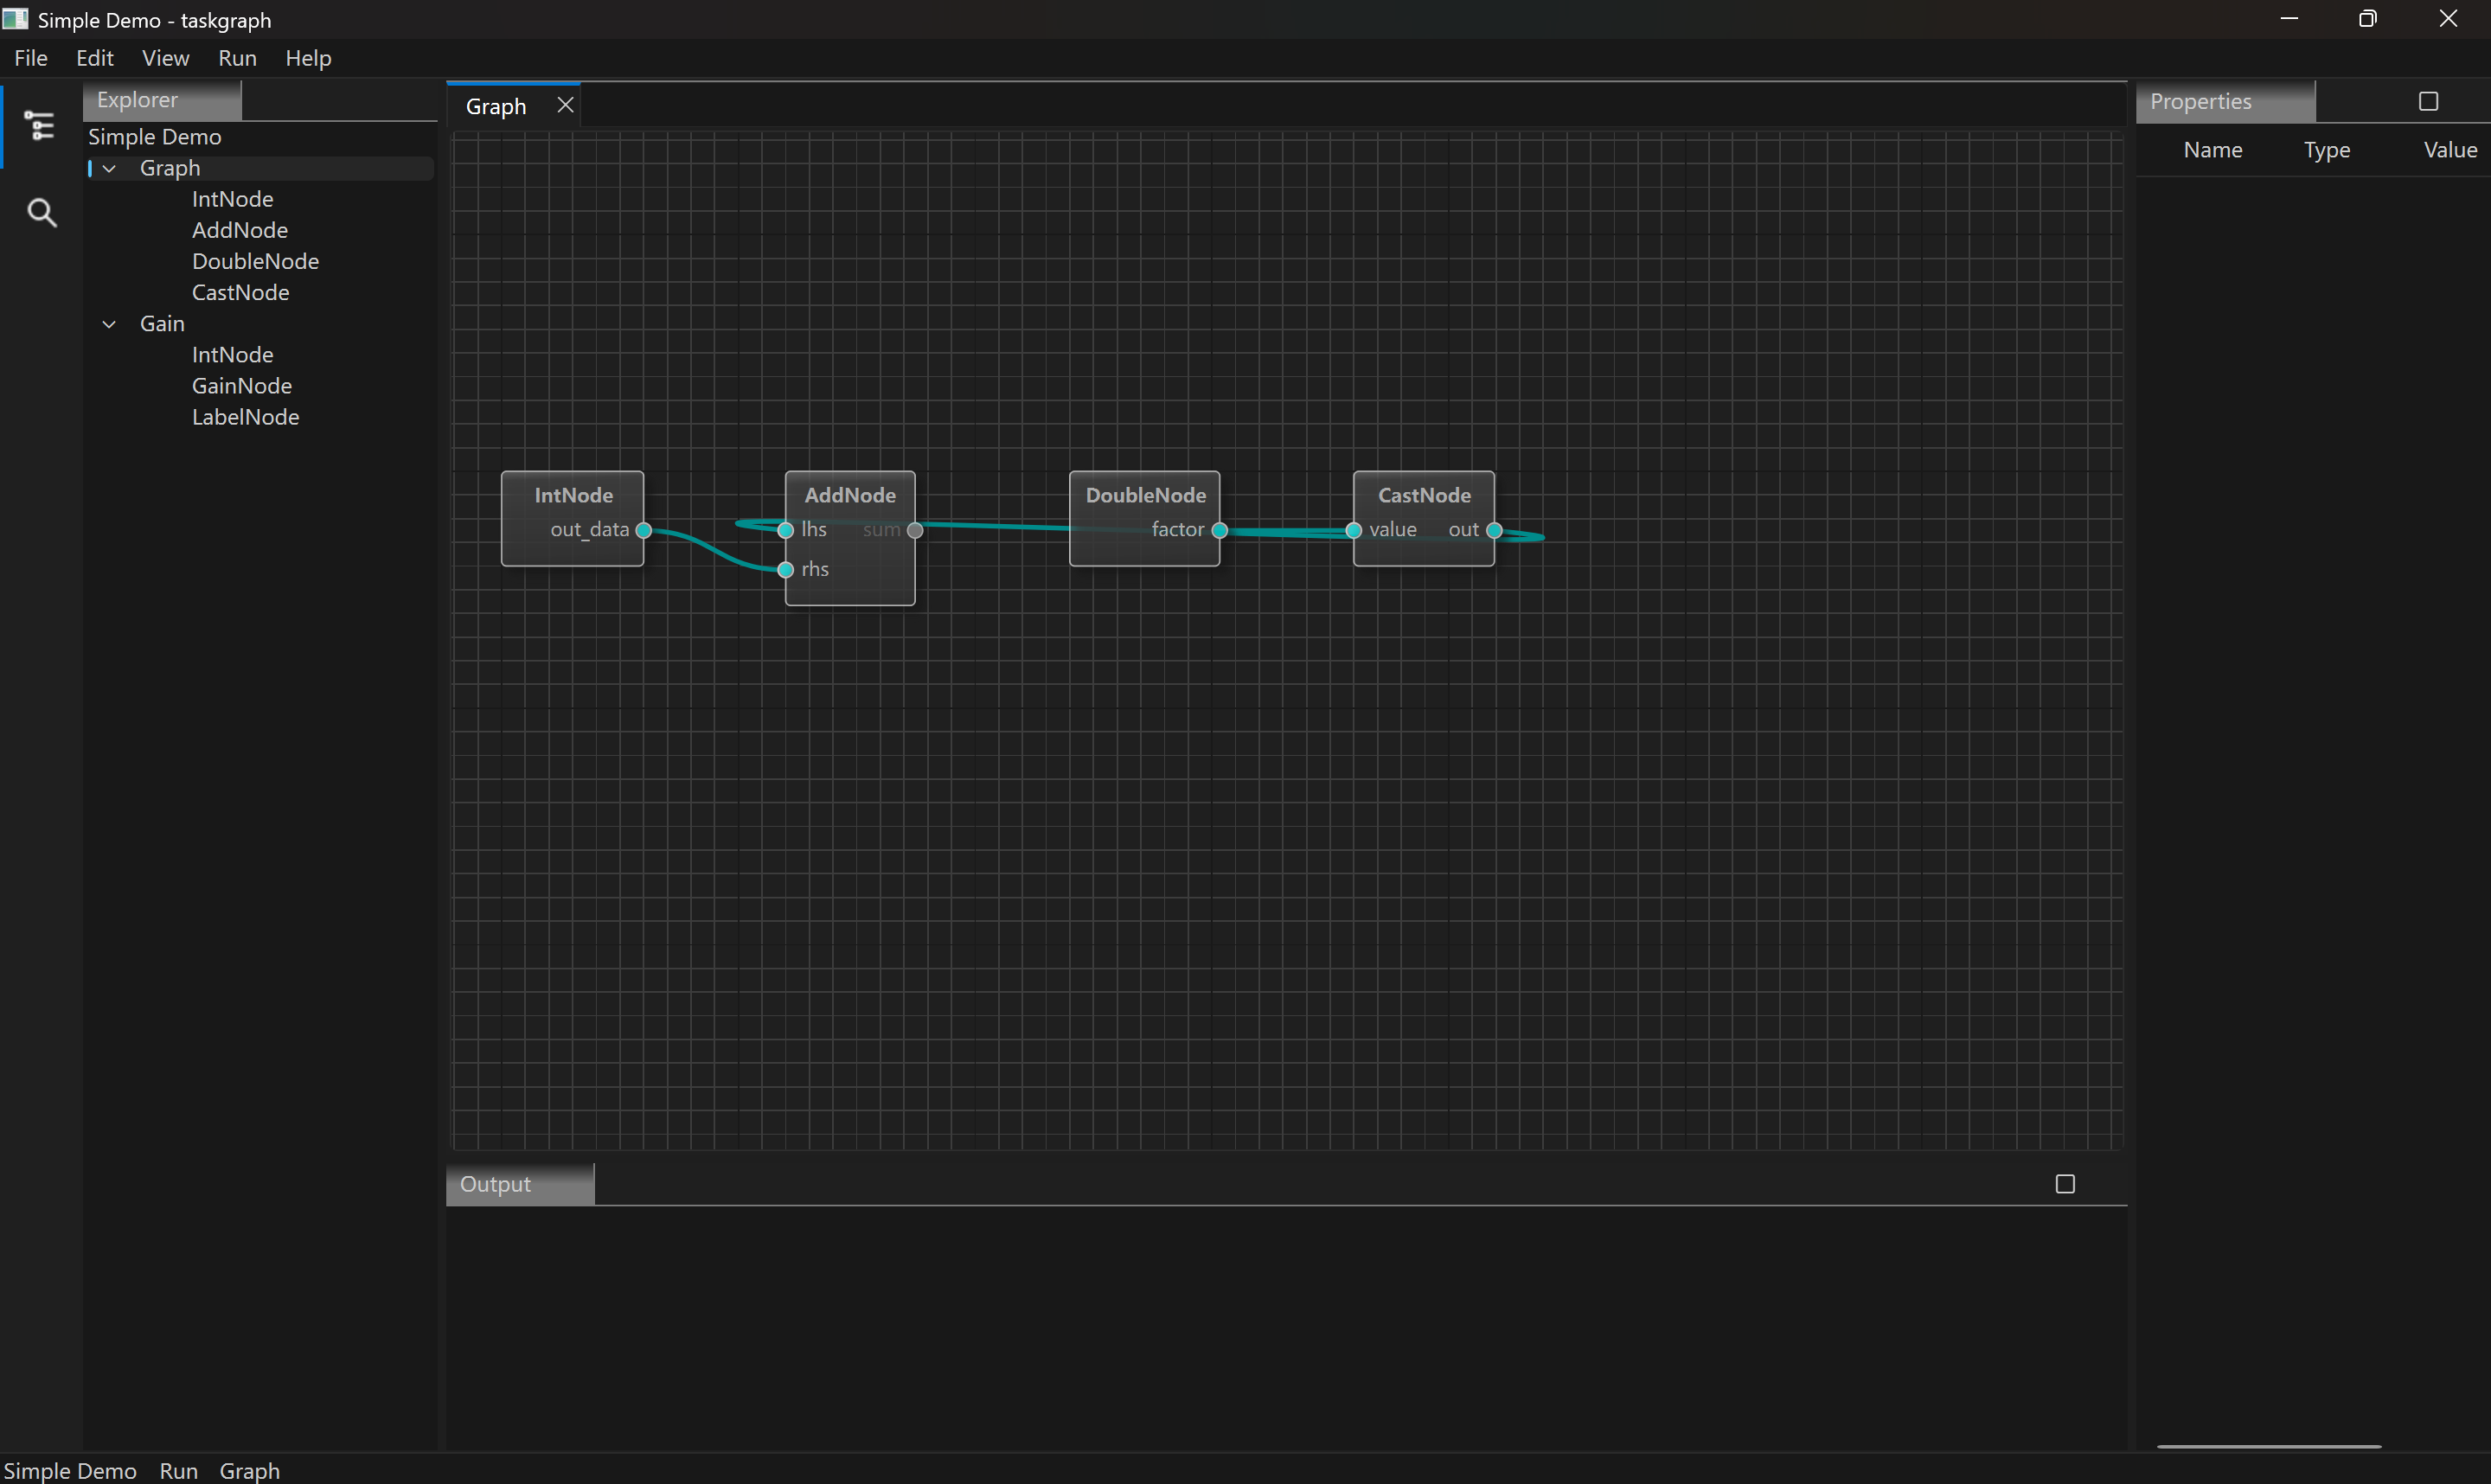 Simple Demo - taskgraph
File Edit View Run Help
Explorer
Simple Demo
Graph
IntNode
AddNode
DoubleNode
CastNode
Gain
IntNode
GainNode
LabelNode
Graph
IntNode
out_data
AddNode
lhs sum
rhs
DoubleNode
factor
CastNode
value out
Output
Properties
Name Type Value
Simple Demo Run Graph